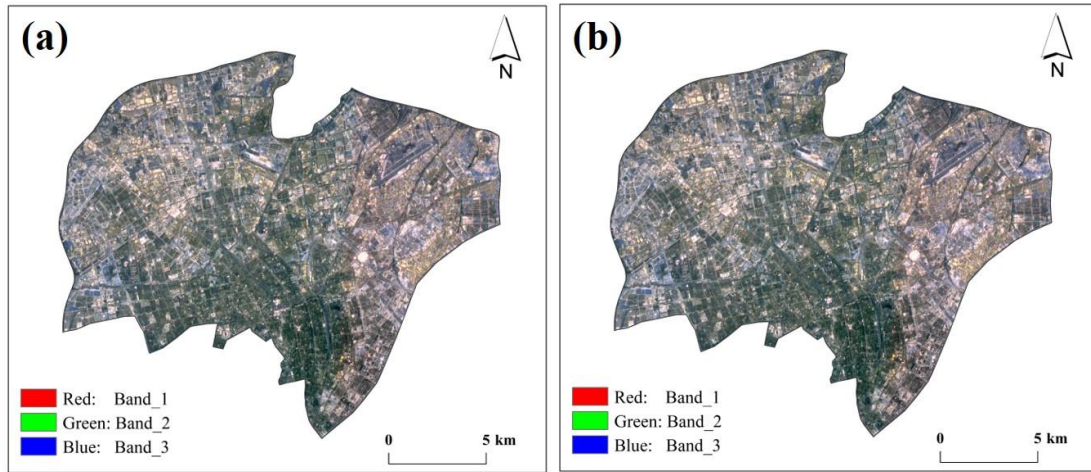 (a)
N
Red: Band_1
Green: Band_2
Blue: Band_3
0 5 km
(b)
N
Red: Band_1
Green: Band_2
Blue: Band_3
0 5 km